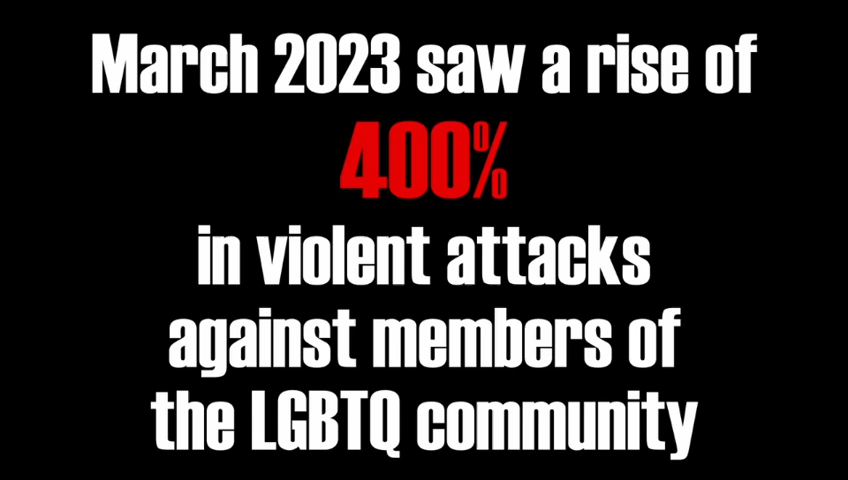 March 2023 saw a rise of
400%
in violent attacks
against members of
the LGBTQ community